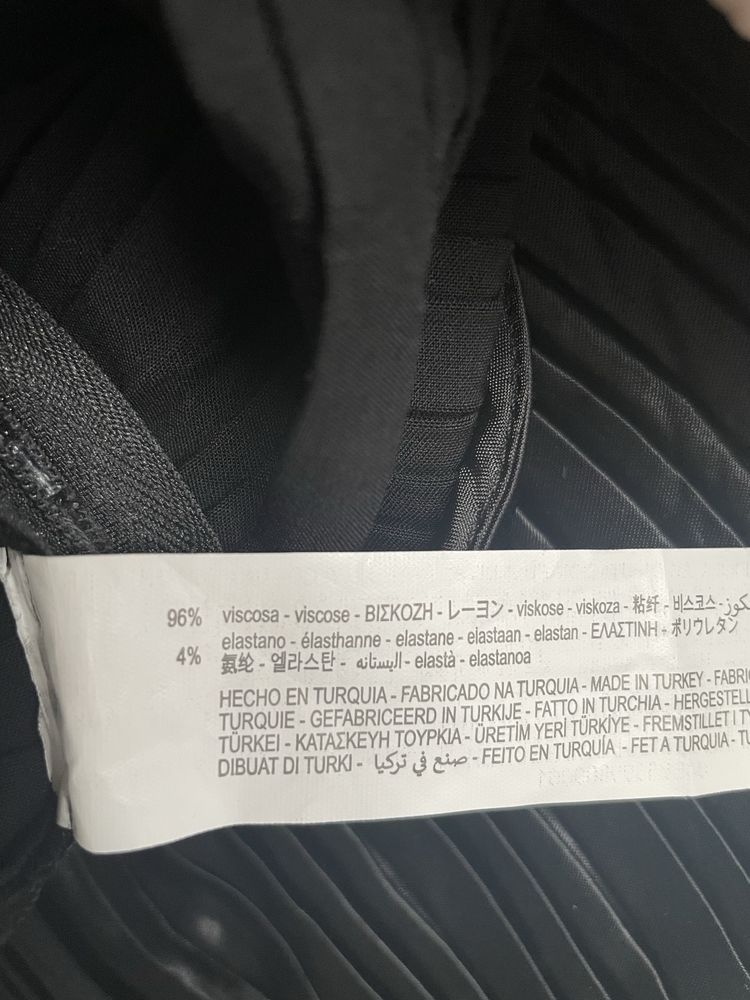 96% viscosa - viscose - ΒΙΣΚΟΖΗ - レーヨン - viskose - viskoza - 粘纤 - 비스코스 -
4% elastano - élasthanne - elastane - elastaan - elastan - ΕΛΑΣΤΙΝΗ - ポリウレタン
氨纶 - 엘라스탄 - البستانه - elastà - elastanoa
HECHO EN TURQUIA - FABRICADO NA TURQUIA - MADE IN TURKEY - FABRIC
TURQUIE - GEFABRICEERD IN TURKIJE - FATTO IN TURCHIA - HERGESTELL
TÜRKEI - ΚΑΤΑΣΚΕΥΗ ΤΟΥΡΚΙΑ - ÜRETİM YERİ TÜRKİYE - FREMSTILLET I T
DIBUAT DI TURKI - صنع في تركيا - FEITO EN TURQUÍA - FET A TURQUIA - TU